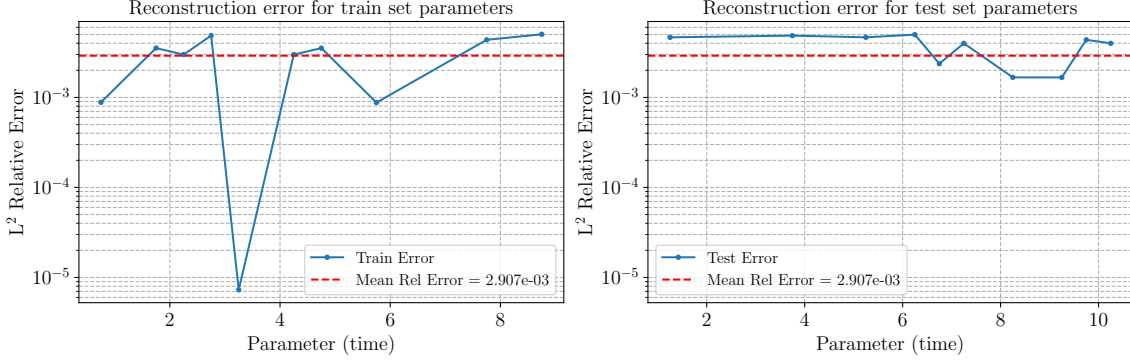 Reconstruction error for train set parameters
L² Relative Error
10⁻³
10⁻⁴
10⁻⁵
2 4 6 8
Parameter (time)
Train Error
Mean Rel Error = 2.907e-03
Reconstruction error for test set parameters
L² Relative Error
10⁻³
10⁻⁴
10⁻⁵
2 4 6 8 10
Parameter (time)
Test Error
Mean Rel Error = 2.907e-03